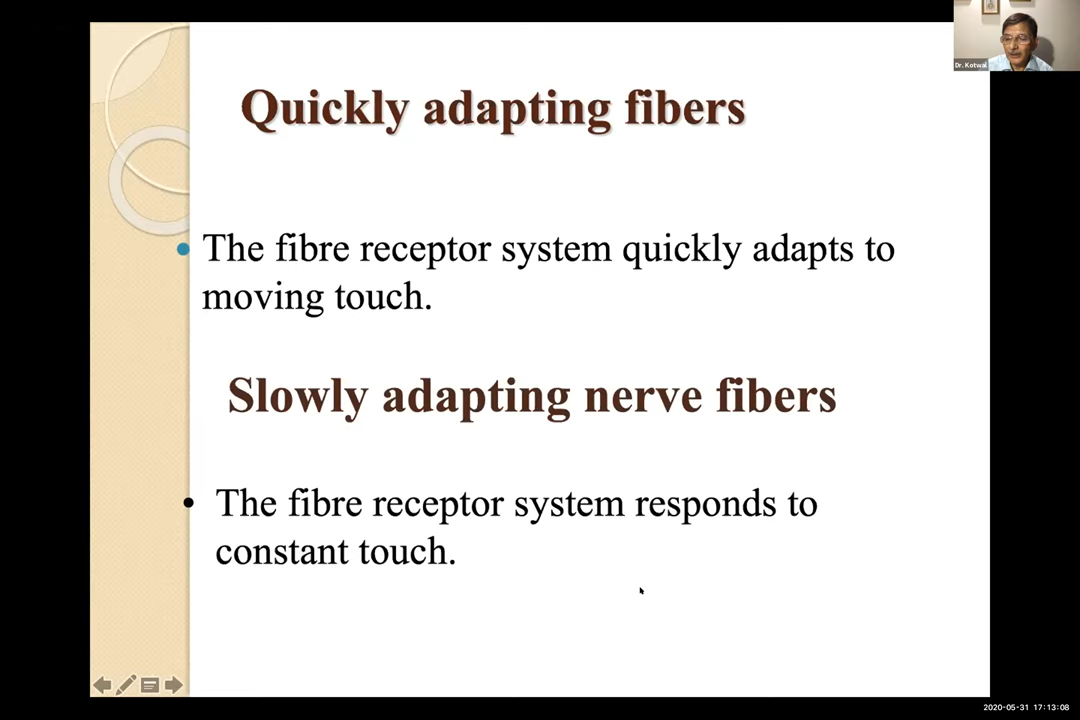 Dr. Kotwal
Quickly adapting fibers
• The fibre receptor system quickly adapts to
moving touch.
Slowly adapting nerve fibers
• The fibre receptor system responds to
constant touch.
2020-05-31 17:13:08